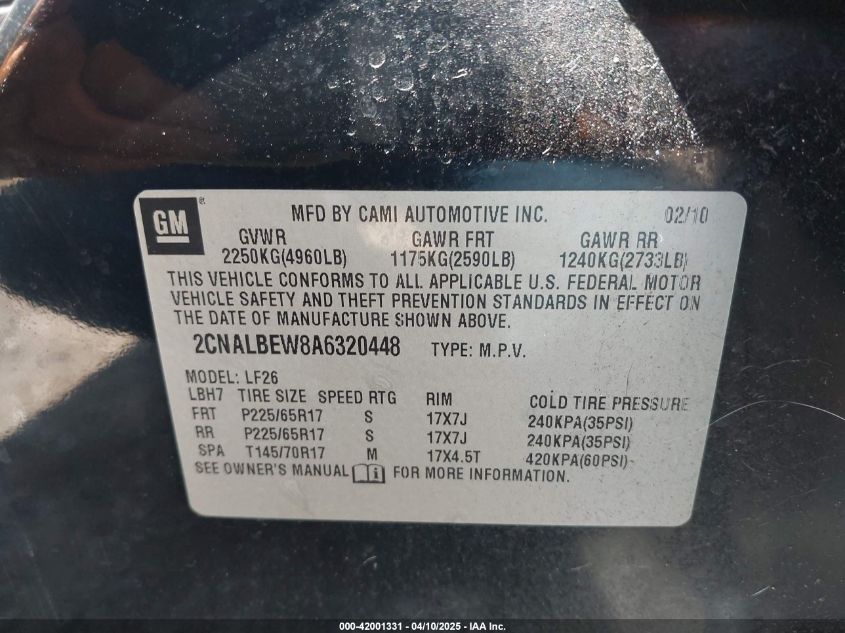 GM ®
MFD BY CAMI AUTOMOTIVE INC. 02/10
GVWR GAWR FRT GAWR RR
2250KG(4960LB) 1175KG(2590LB) 1240KG(2733LB)
THIS VEHICLE CONFORMS TO ALL APPLICABLE U.S. FEDERAL MOTOR
VEHICLE SAFETY AND THEFT PREVENTION STANDARDS IN EFFECT ON
THE DATE OF MANUFACTURE SHOWN ABOVE.
2CNALBEW8A6320448 TYPE: M.P.V.
MODEL: LF26
LBH7 TIRE SIZE SPEED RTG RIM COLD TIRE PRESSURE
FRT P225/65R17 S 17X7J 240KPA(35PSI)
RR P225/65R17 S 17X7J 240KPA(35PSI)
SPA T145/70R17 M 17X4.5T 420KPA(60PSI)
SEE OWNER'S MANUAL FOR MORE INFORMATION.
000-42001331 - 04/10/2025 - IAA Inc.